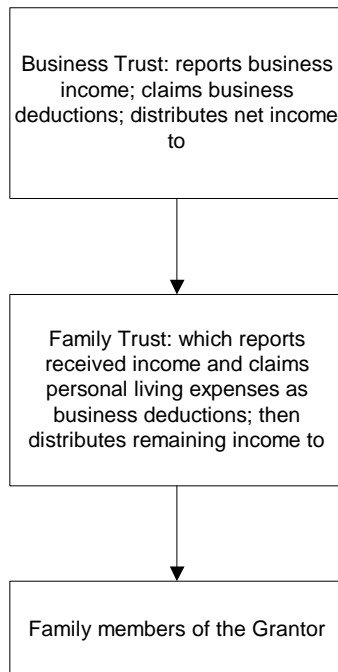 Business Trust: reports business
income; claims business
deductions; distributes net income
to
Family Trust: which reports
received income and claims
personal living expenses as
business deductions; then
distributes remaining income to
Family members of the Grantor